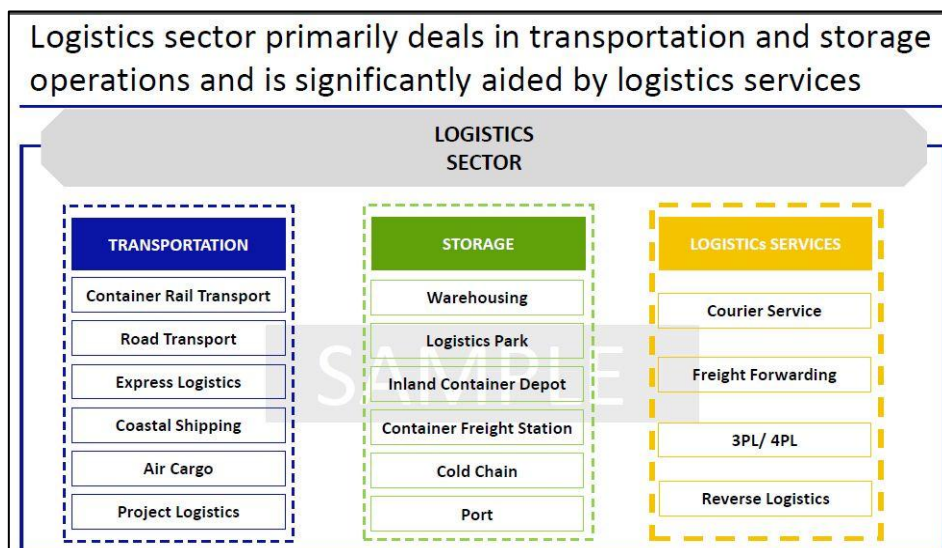 Logistics sector primarily deals in transportation and storage
operations and is significantly aided by logistics services
LOGISTICS
SECTOR
TRANSPORTATION
Container Rail Transport
Road Transport
Express Logistics
Coastal Shipping
Air Cargo
Project Logistics
STORAGE
Warehousing
Logistics Park
Inland Container Depot
Container Freight Station
Cold Chain
Port
LOGISTICs SERVICES
Courier Service
Freight Forwarding
3PL/ 4PL
Reverse Logistics
SAMPLE